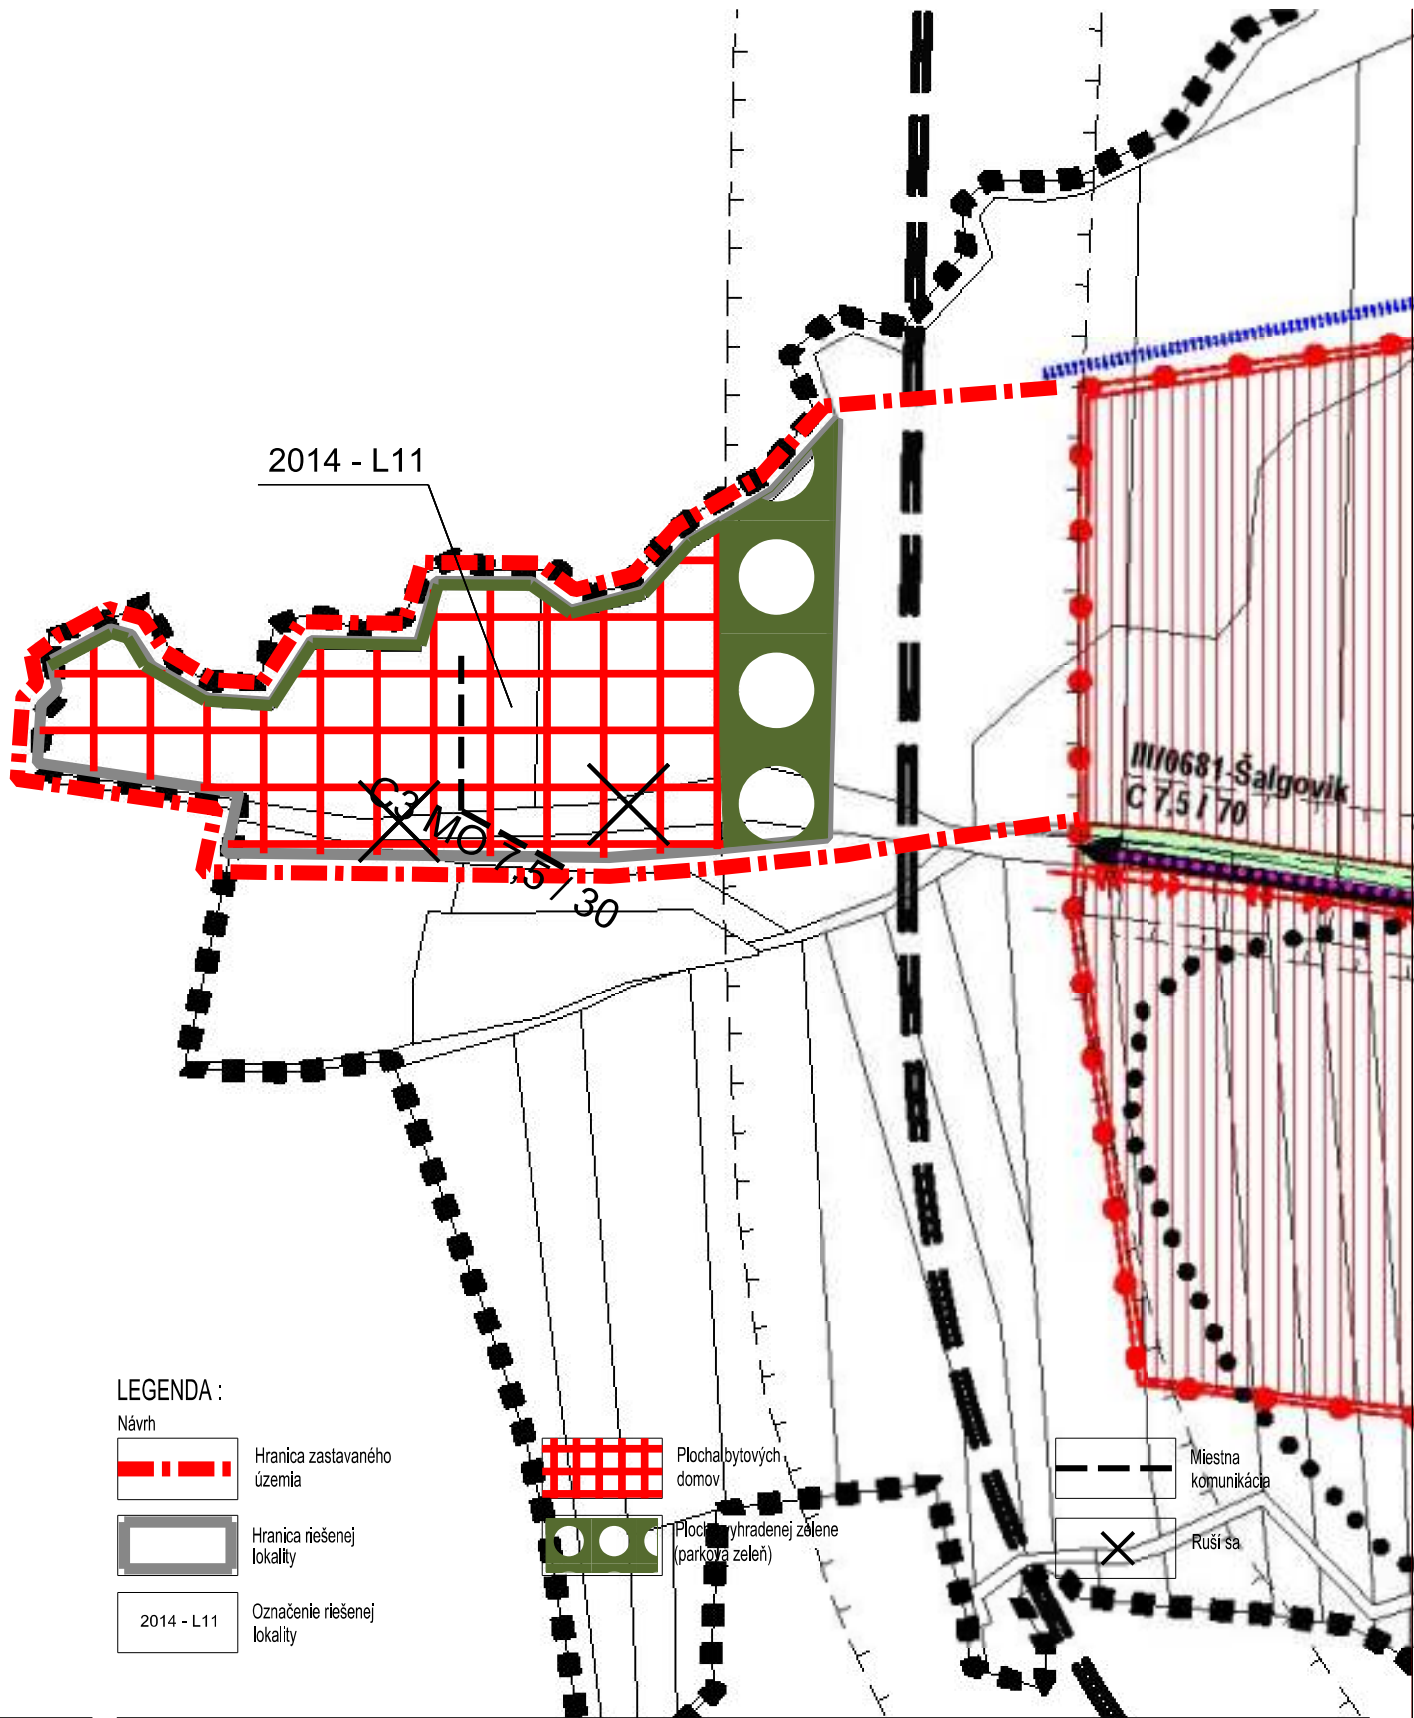 2014 - L11
III/0681-Šalgovik
C 7,5 / 70
C3 MO 7,5 / 30
LEGENDA :
Návrh
Hranica zastavaného
územia
Hranica riešenej
lokality
2014 - L11
Označenie riešenej
lokality
Plocha bytových
domov
Plocha vyhradenej zelene
(parková zeleň)
Miestna
komunikácia
Ruší sa